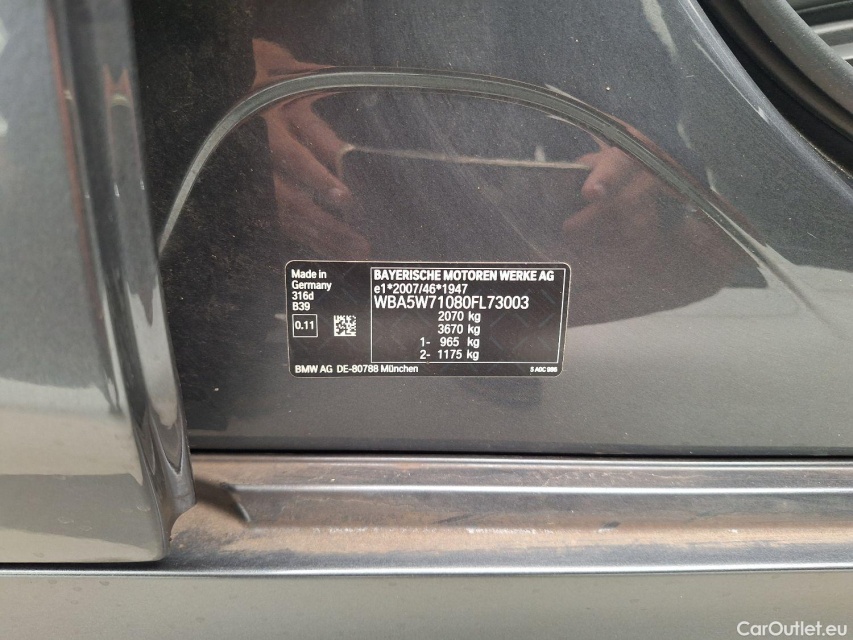 Made in
Germany
316d
B39
0.11
BAYERISCHE MOTOREN WERKE AG
e1*2007/46*1947
WBA5W71080FL73003
2070 kg
3670 kg
1- 965 kg
2- 1175 kg
BMW AG DE-80788 München
CarOutlet.eu